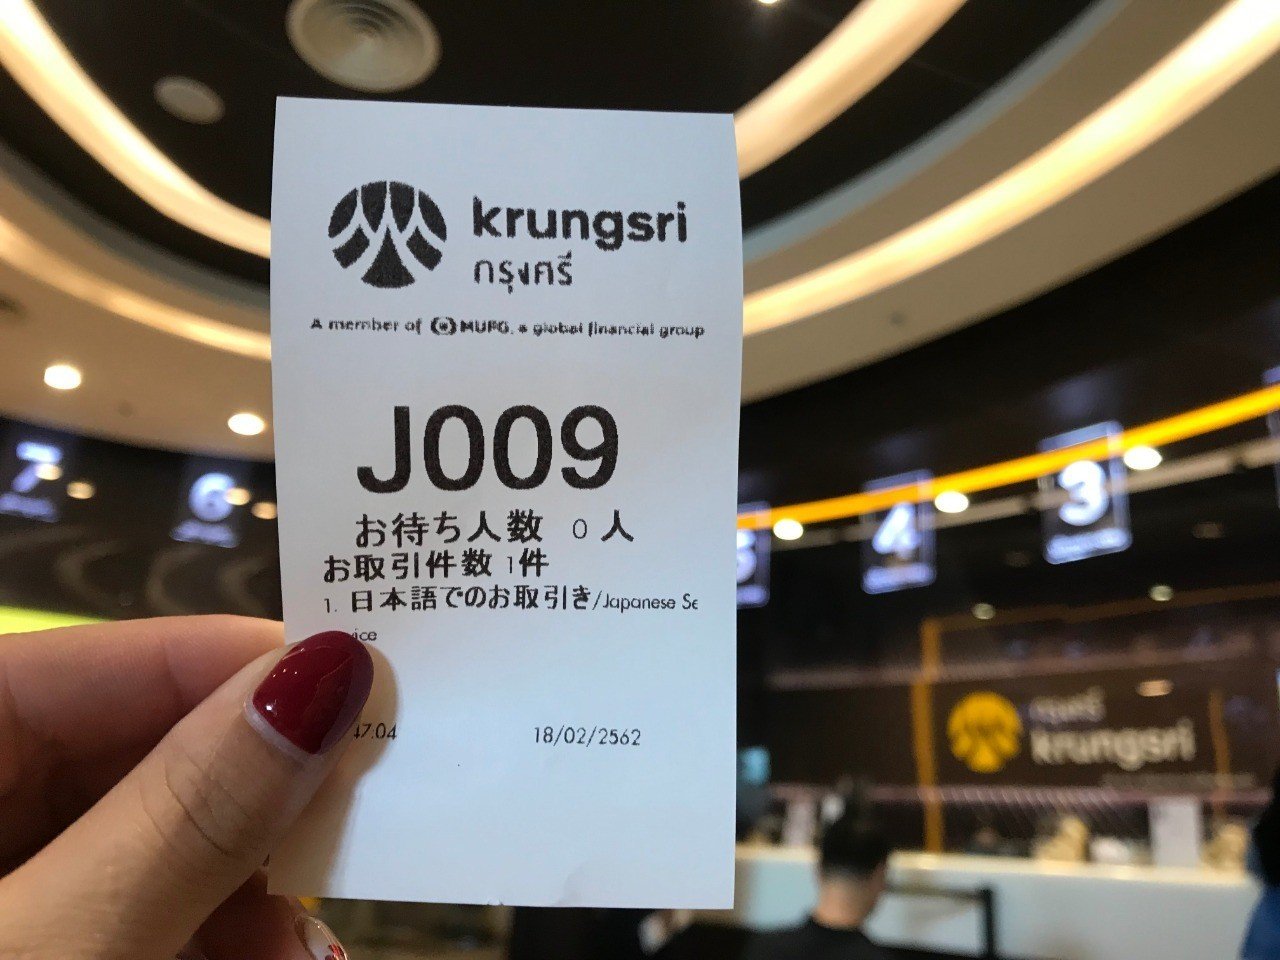 krungsri
กรุงศรี
A member of MUFG, a global financial group
J009
お待ち人数 0 人
お取引件数 1件
1. 日本語でのお取引き/Japanese Se
vice
47:04 18/02/2562
7
6
5
4
3
กรุงศรี
krungsri